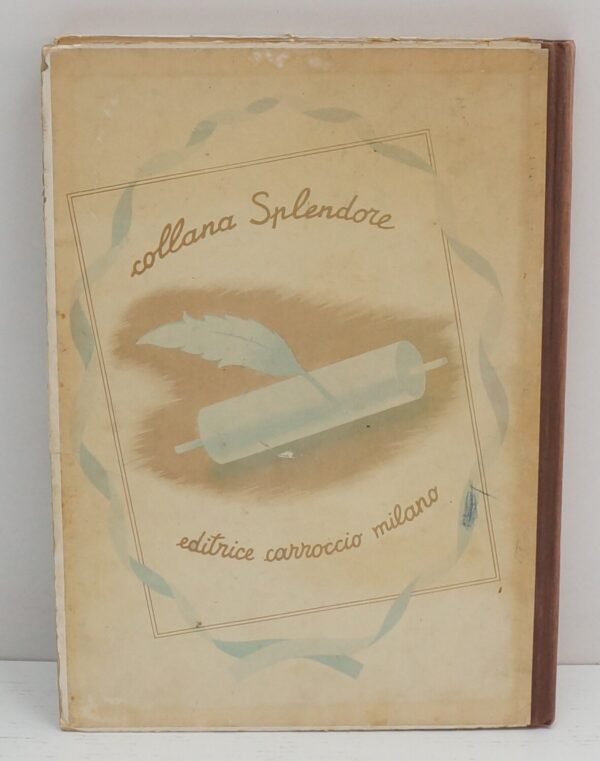 collana Splendore
editrice carroccio milano